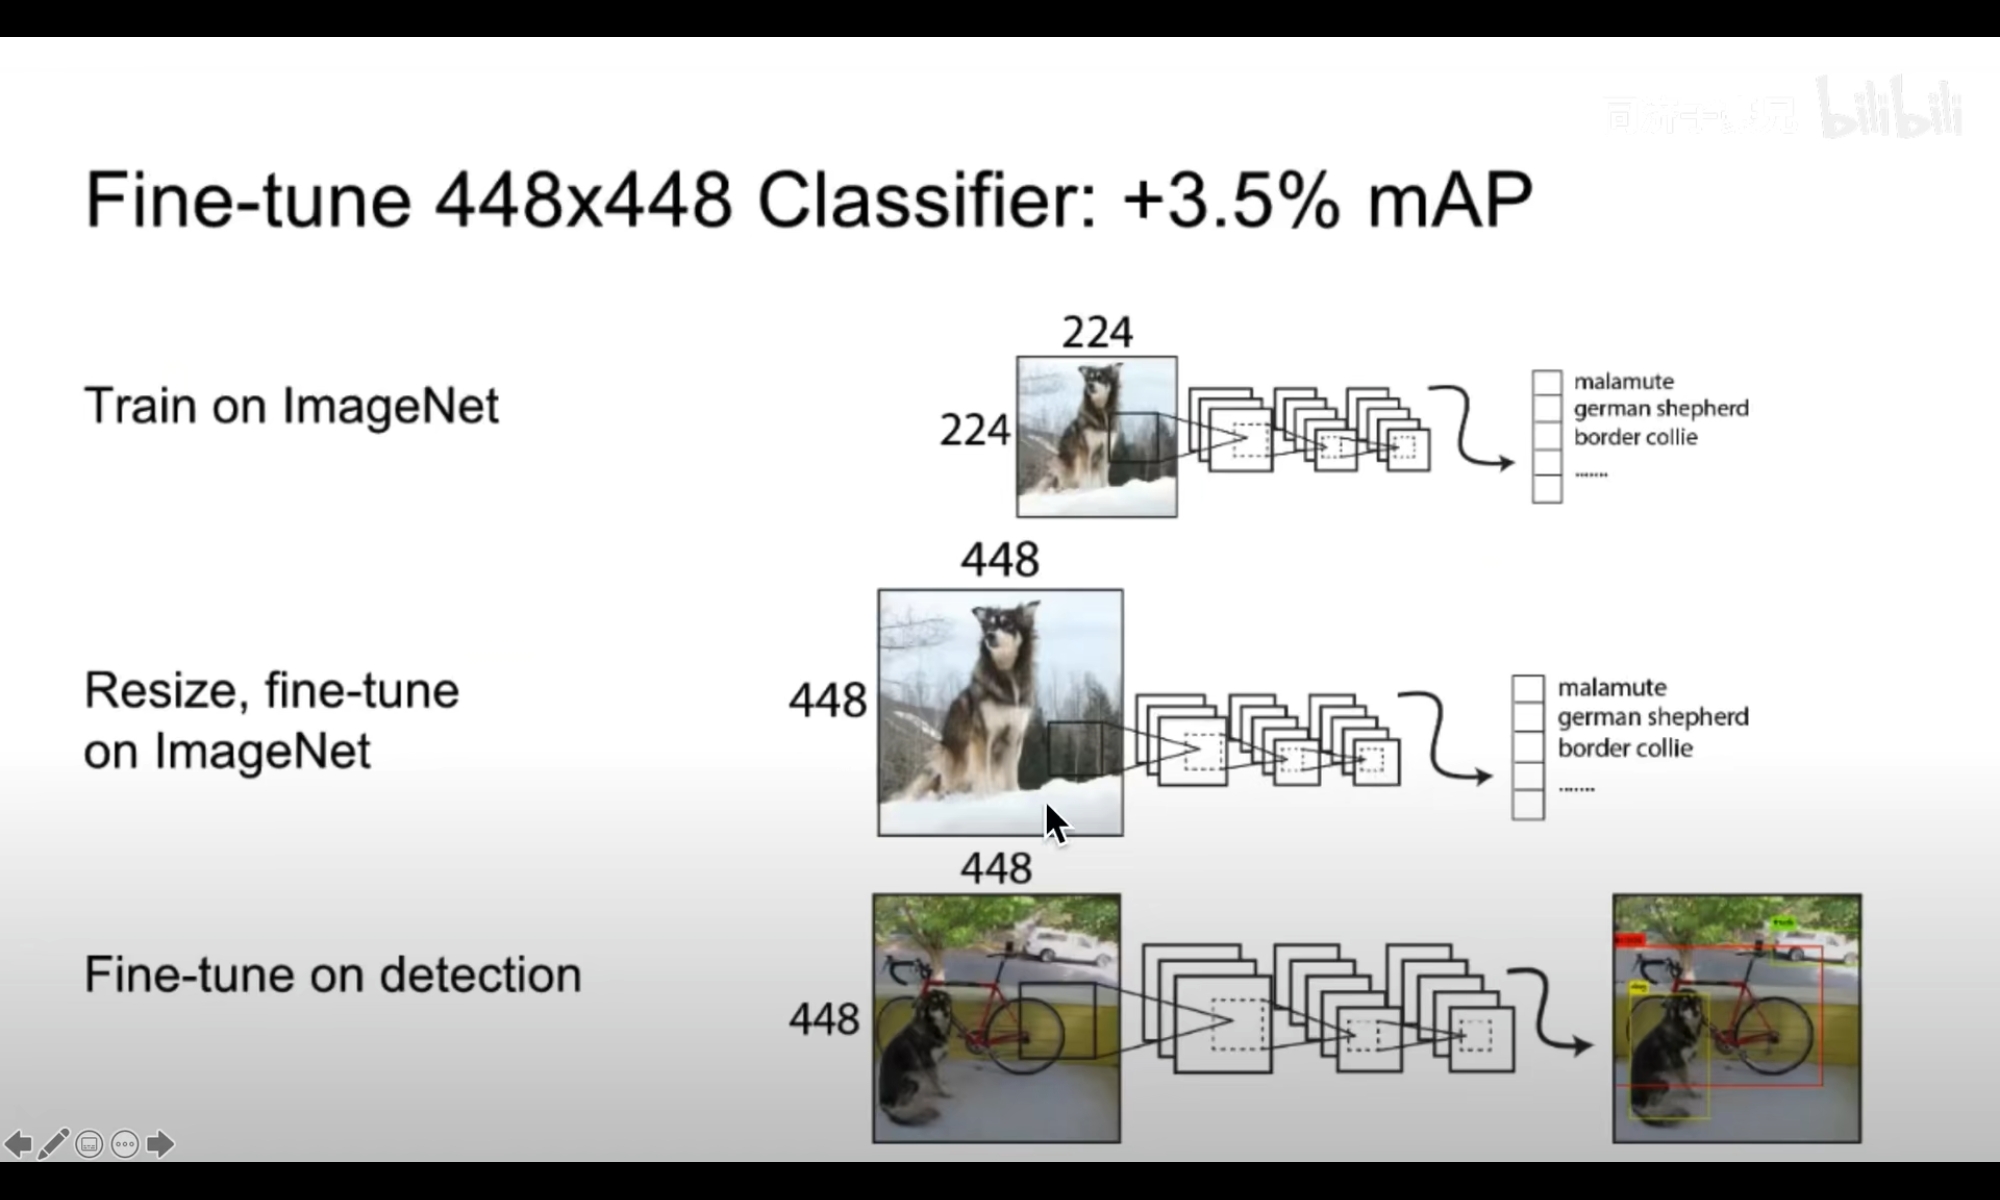 bilibili
Fine-tune 448x448 Classifier: +3.5% mAP
Train on ImageNet
224
224
malamute
german shepherd
border collie
.......
Resize, fine-tune
on ImageNet
448
448
malamute
german shepherd
border collie
.......
Fine-tune on detection
448
448
dog